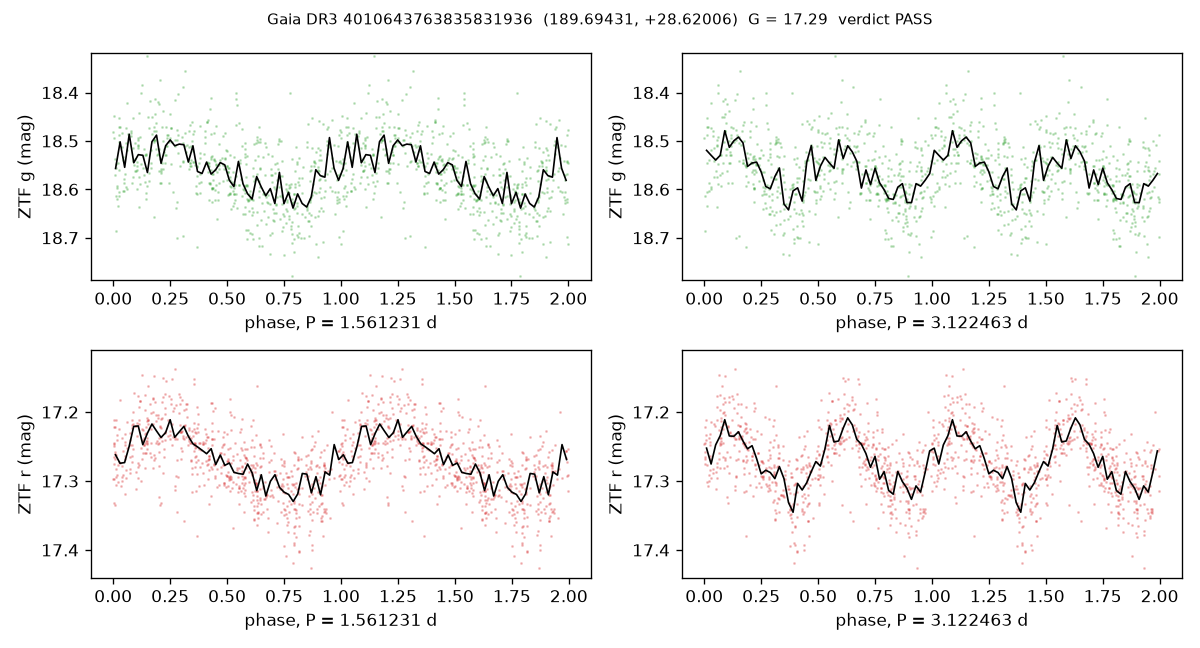 Gaia DR3 4010643763835831936  (189.69431, +28.62006)  G = 17.29  verdict PASS
ZTF g (mag)
18.4
18.5
18.6
18.7
0.00 0.25 0.50 0.75 1.00 1.25 1.50 1.75 2.00
phase, P = 1.561231 d
ZTF g (mag)
18.4
18.5
18.6
18.7
0.00 0.25 0.50 0.75 1.00 1.25 1.50 1.75 2.00
phase, P = 3.122463 d
ZTF r (mag)
17.2
17.3
17.4
0.00 0.25 0.50 0.75 1.00 1.25 1.50 1.75 2.00
phase, P = 1.561231 d
ZTF r (mag)
17.2
17.3
17.4
0.00 0.25 0.50 0.75 1.00 1.25 1.50 1.75 2.00
phase, P = 3.122463 d